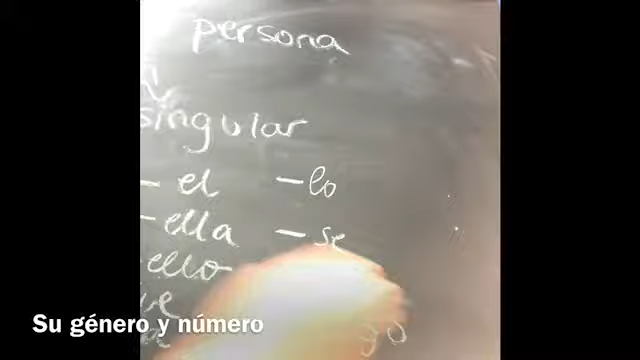 persona
singular
- el - lo
- ella - se
ello
Su género y número